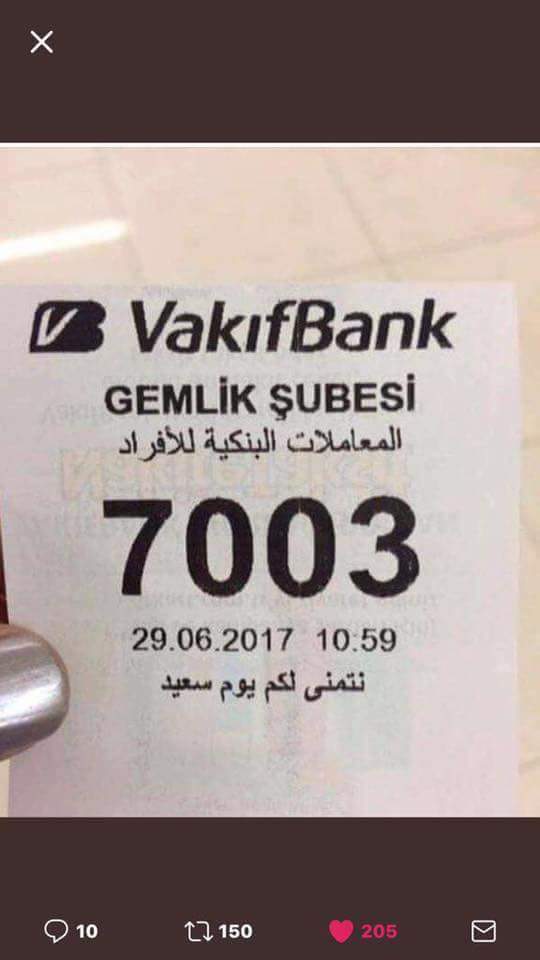 VakıfBank
GEMLİK ŞUBESİ
المعاملات البنكية للأفراد
7003
29.06.2017 10:59
نتمنى لكم يوم سعيد
10 150 205